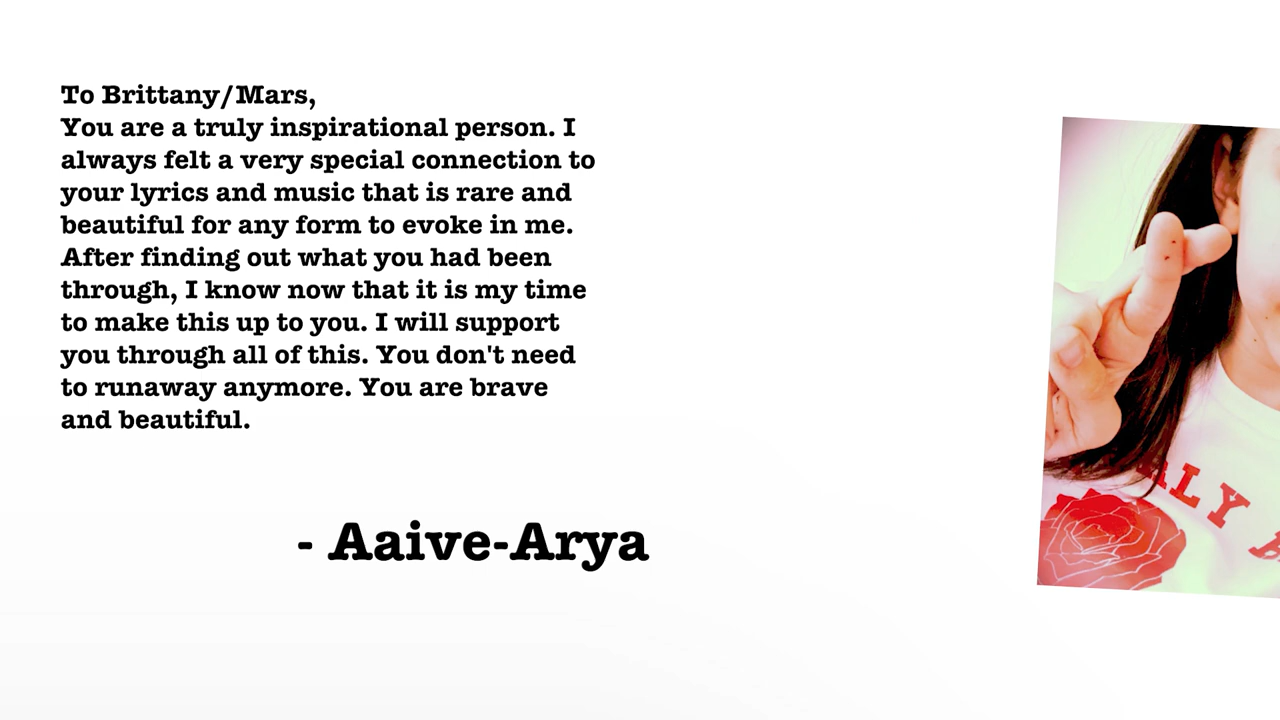 To Brittany/Mars,
You are a truly inspirational person. I
always felt a very special connection to
your lyrics and music that is rare and
beautiful for any form to evoke in me.
After finding out what you had been
through, I know now that it is my time
to make this up to you. I will support
you through all of this. You don't need
to runaway anymore. You are brave
and beautiful.
- Aaive-Arya